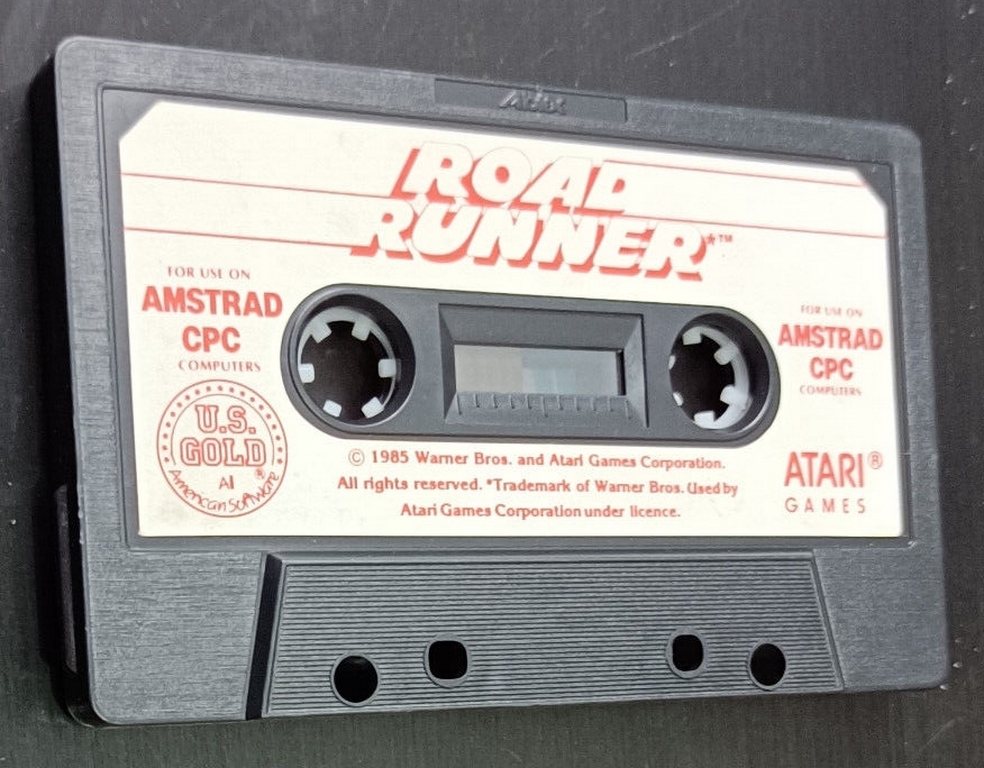 ROAD
RUNNER*™
FOR USE ON
AMSTRAD
CPC
COMPUTERS
FOR USE ON
AMSTRAD
CPC
COMPUTERS
U.S.
GOLD®
All
American Software
© 1985 Warner Bros. and Atari Games Corporation.
All rights reserved. *Trademark of Warner Bros. Used by
Atari Games Corporation under licence.
ATARI®
GAMES